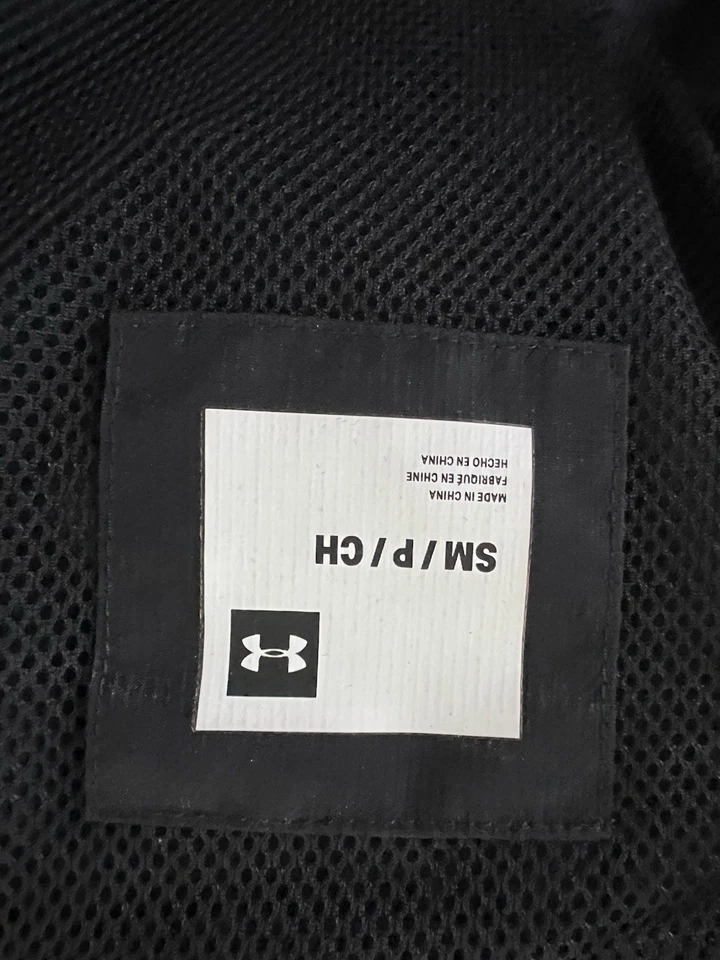 SM / P / CH
MADE IN CHINA
FABRIQUÉ EN CHINE
HECHO EN CHINA